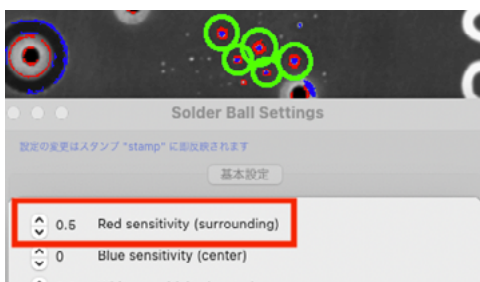 Solder Ball Settings
設定の変更はスタンプ "stamp" に即反映されます
基本設定
0.5 Red sensitivity (surrounding)
0 Blue sensitivity (center)